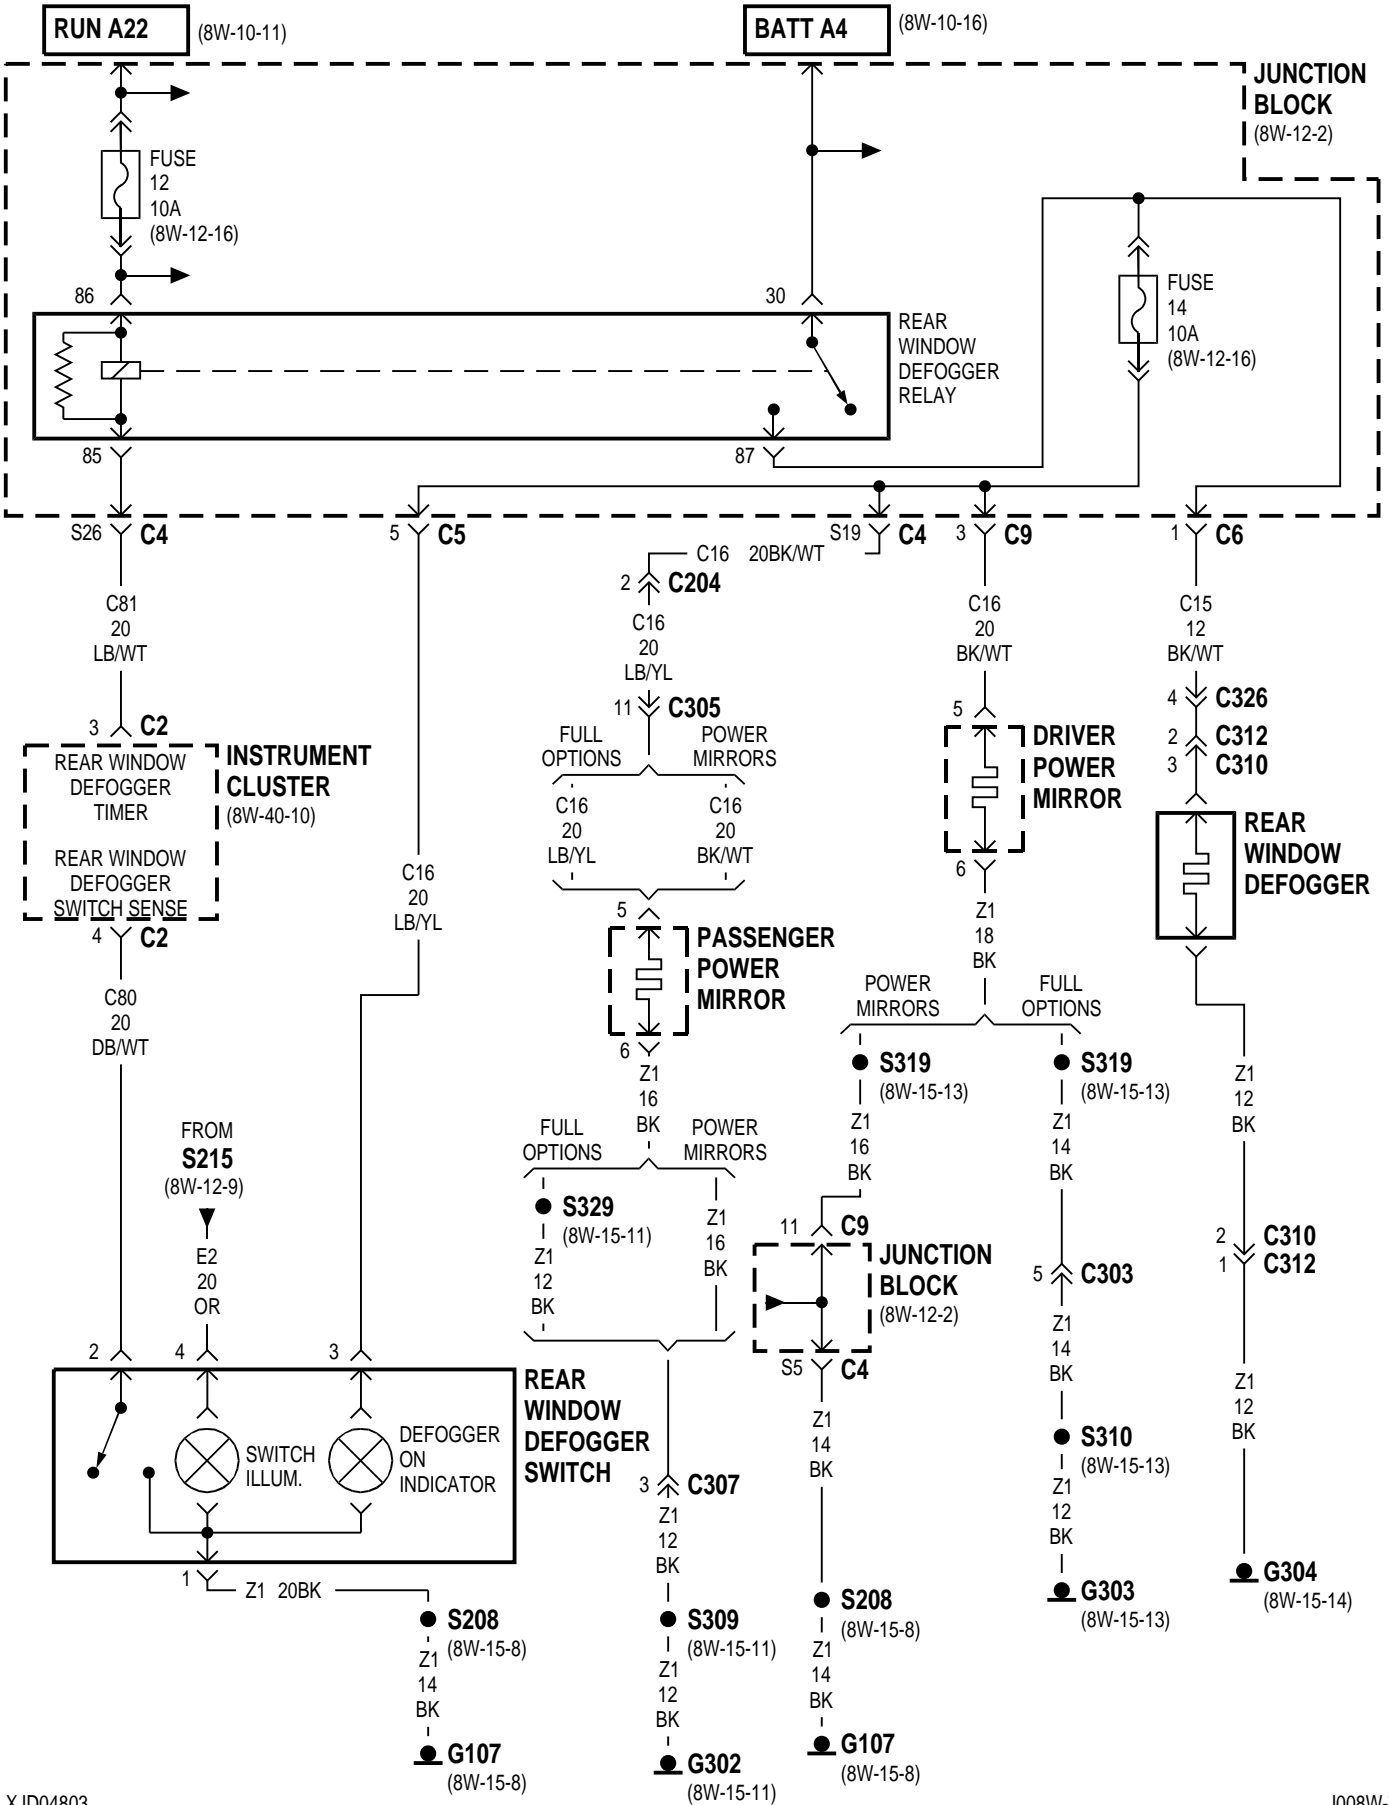 RUN A22
(8W-10-11)
BATT A4
(8W-10-16)
JUNCTION
BLOCK
(8W-12-2)
FUSE
12
10A
(8W-12-16)
FUSE
14
10A
(8W-12-16)
86
30
REAR
WINDOW
DEFOGGER
RELAY
85
87
S26
C4
5
C5
S19
C4
3
C9
1
C6
C16 20BK/WT
2
C204
C81
20
LB/WT
C16
20
LB/YL
C16
20
BK/WT
C15
12
BK/WT
11
C305
4
C326
2
C312
3
C310
3
C2
5
INSTRUMENT
CLUSTER
(8W-40-10)
REAR WINDOW
DEFOGGER
TIMER
REAR WINDOW
DEFOGGER
SWITCH SENSE
4
C2
FULL
OPTIONS
POWER
MIRRORS
C16
20
LB/YL
C16
20
BK/WT
DRIVER
POWER
MIRROR
6
REAR
WINDOW
DEFOGGER
C16
20
LB/YL
5
PASSENGER
POWER
MIRROR
6
Z1
18
BK
C80
20
DB/WT
POWER
MIRRORS
FULL
OPTIONS
S319
(8W-15-13)
S319
(8W-15-13)
Z1
16
BK
Z1
16
BK
Z1
14
BK
Z1
12
BK
FROM
S215
(8W-12-9)
FULL
OPTIONS
POWER
MIRRORS
S329
(8W-15-11)
Z1
12
BK
Z1
16
BK
E2
20
OR
11
C9
JUNCTION
BLOCK
(8W-12-2)
S5
C4
5
C303
2
C310
1
C312
Z1
14
BK
Z1
12
BK
2
4
3
REAR
WINDOW
DEFOGGER
SWITCH
SWITCH
ILLUM.
DEFOGGER
ON
INDICATOR
Z1
14
BK
S310
(8W-15-13)
3
C307
Z1
12
BK
Z1
12
BK
1
Z1 20BK
S208
(8W-15-8)
S309
(8W-15-11)
S208
(8W-15-8)
G303
(8W-15-13)
G304
(8W-15-14)
Z1
14
BK
Z1
12
BK
Z1
14
BK
G107
(8W-15-8)
G302
(8W-15-11)
G107
(8W-15-8)
XJD04803
J008W-